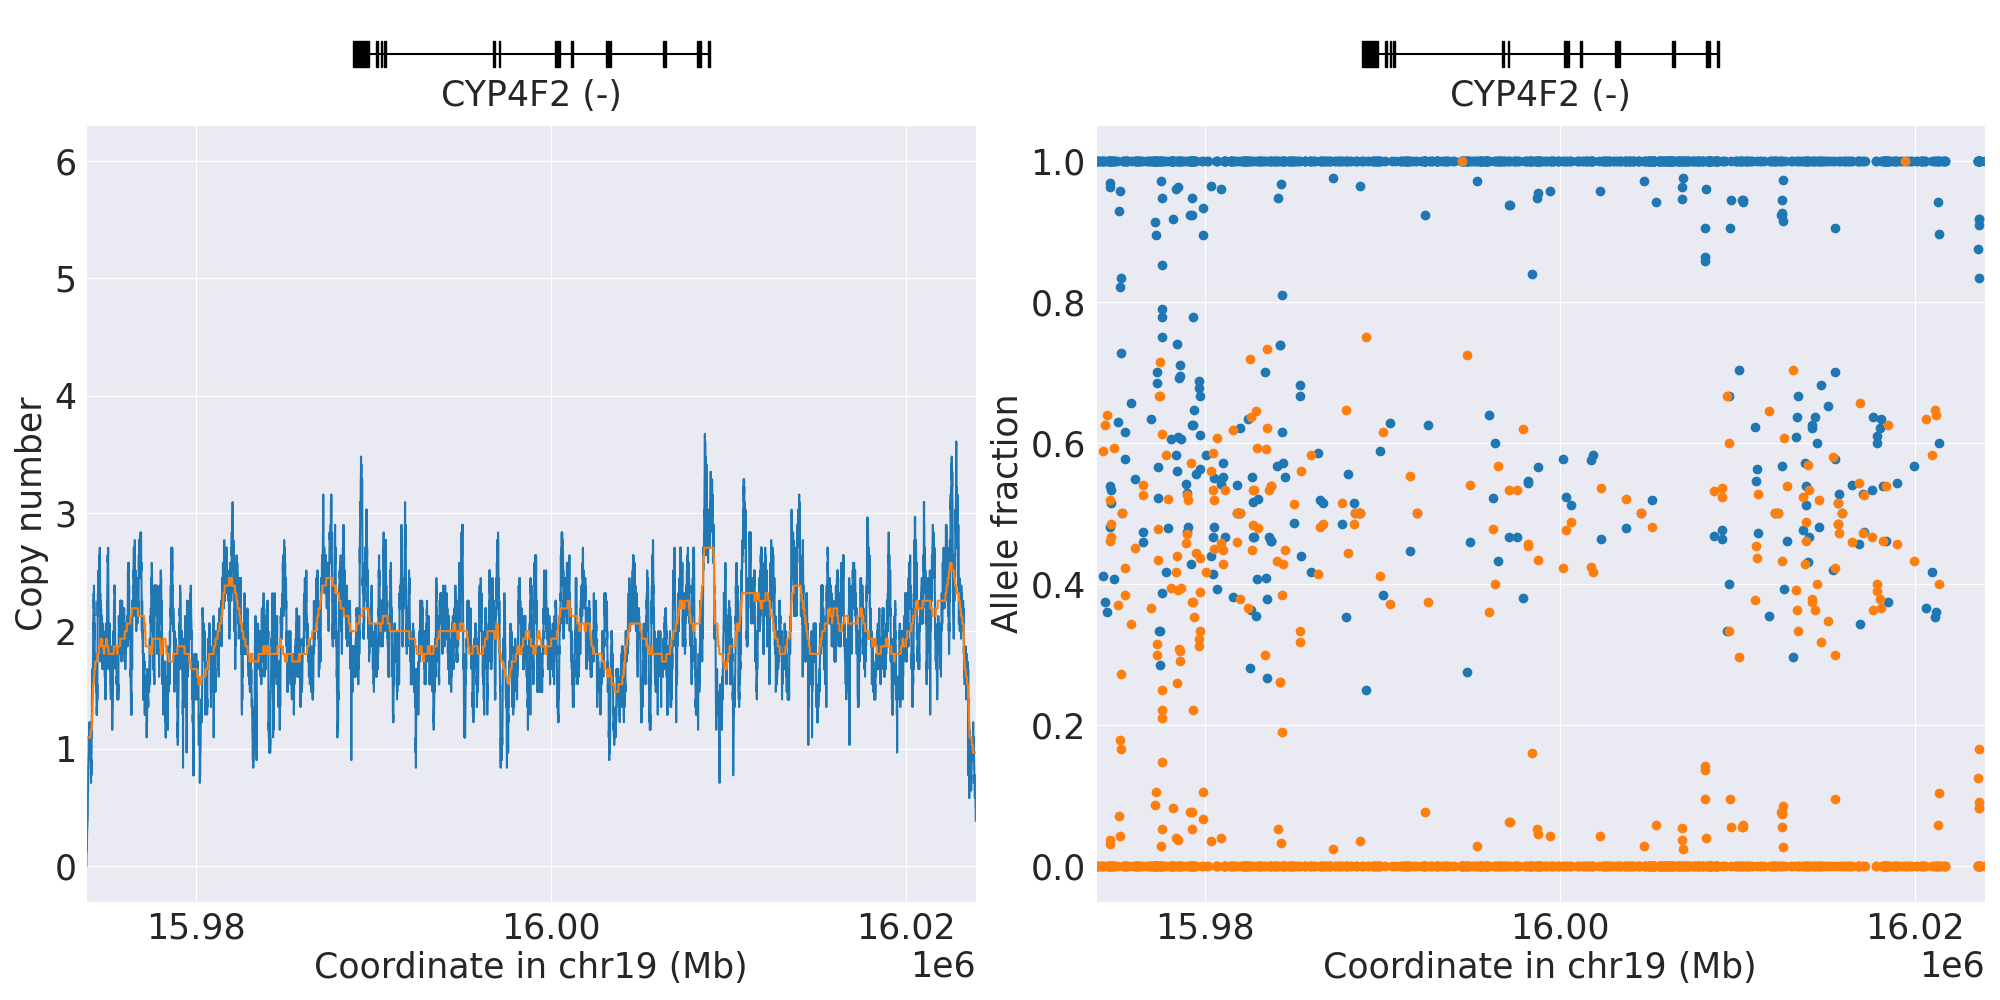 CYP4F2 (-)
CYP4F2 (-)
Copy number
6
5
4
3
2
1
0
15.98
16.00
16.02
Coordinate in chr19 (Mb)
1e6
Allele fraction
1.0
0.8
0.6
0.4
0.2
0.0
15.98
16.00
16.02
Coordinate in chr19 (Mb)
1e6